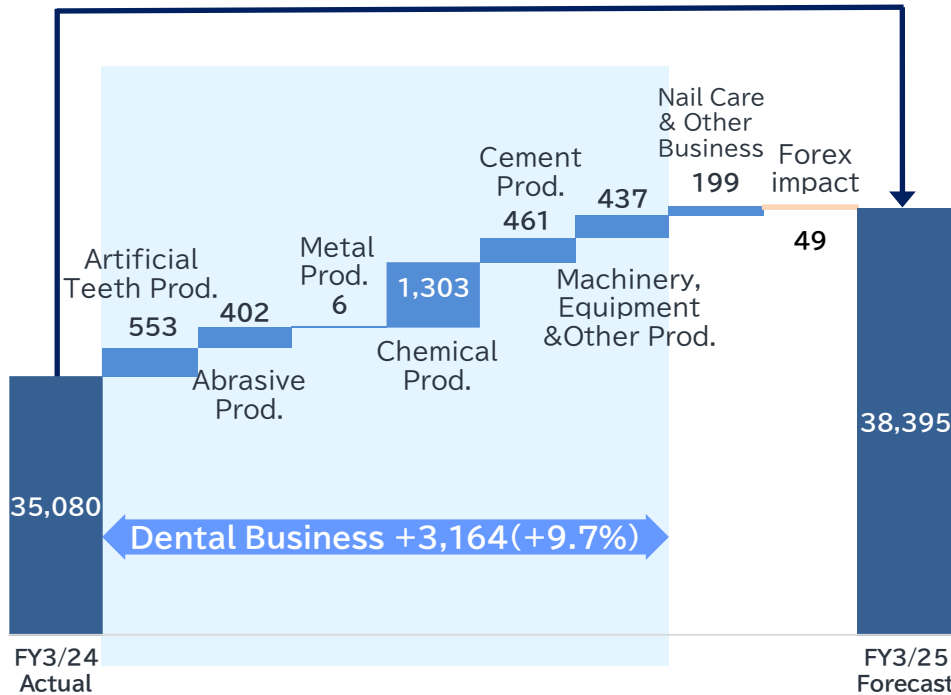 Artificial
Teeth Prod.
553
402
Abrasive
Prod.
Metal
Prod.
6
1,303
Chemical
Prod.
Cement
Prod.
461
437
Machinery,
Equipment
&Other Prod.
Nail Care
& Other
Business
199
Forex
impact
49
35,080
38,395
Dental Business +3,164(+9.7%)
FY3/24
Actual
FY3/25
Forecast